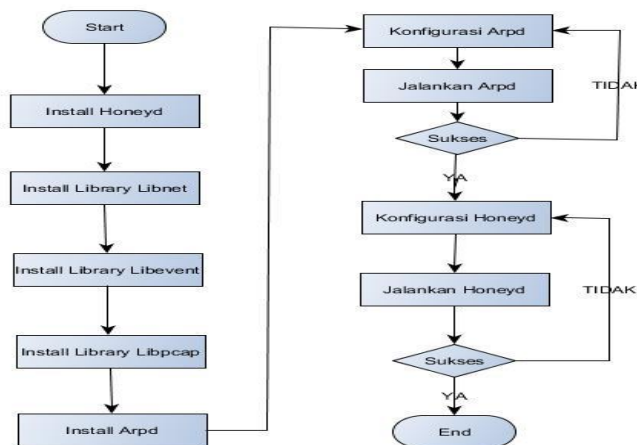 Start
Install Honeyd
Install Library Libnet
Install Library Libevent
Install Library Libpcap
Install Arpd
Konfigurasi Arpd
Jalankan Arpd
TIDAK
Sukses
YA
Konfigurasi Honeyd
Jalankan Honeyd
TIDAK
Sukses
YA
End